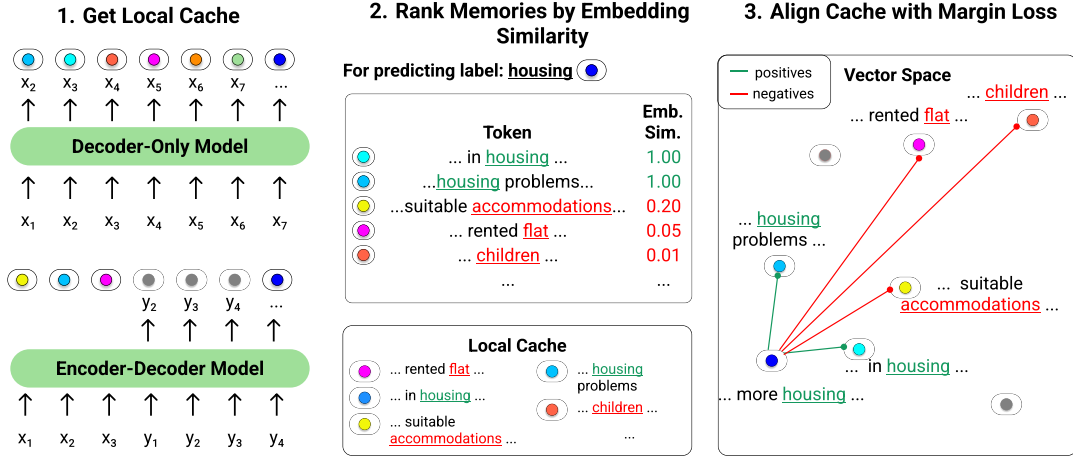 1. Get Local Cache
x2 x3 x4 x5 x6 x7 ...
Decoder-Only Model
x1 x2 x3 x4 x5 x6 x7
y2 y3 y4 ...
Encoder-Decoder Model
x1 x2 x3 y1 y2 y3 y4
2. Rank Memories by Embedding
Similarity
For predicting label: housing
Emb.
Token Sim.
... in housing ... 1.00
...housing problems... 1.00
...suitable accommodations... 0.20
... rented flat ... 0.05
... children ... 0.01
... ...
Local Cache
... rented flat ...
... in housing ...
... suitable
accommodations ...
... housing
problems
... children ...
...
3. Align Cache with Margin Loss
positives
negatives
Vector Space
... children ...
... rented flat ...
... housing
problems ...
... suitable
accommodations ...
... in housing ...
... more housing ...